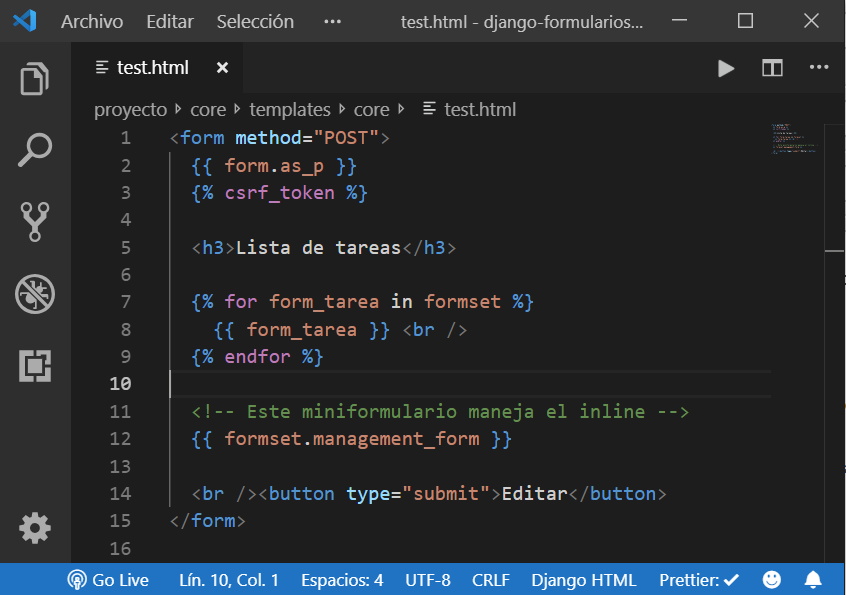 Archivo Editar Selección ··· test.html - django-formularios...
test.html
proyecto core templates core test.html
1 <form method="POST">
2 {{ form.as_p }}
3 {% csrf_token %}
4
5 <h3>Lista de tareas</h3>
6
7 {% for form_tarea in formset %}
8 {{ form_tarea }} <br />
9 {% endfor %}
10
11 <!-- Este miniformulario maneja el inline -->
12 {{ formset.management_form }}
13
14 <br /><button type="submit">Editar</button>
15 </form>
16
Go Live Lín. 10, Col. 1 Espacios: 4 UTF-8 CRLF Django HTML Prettier: ✓